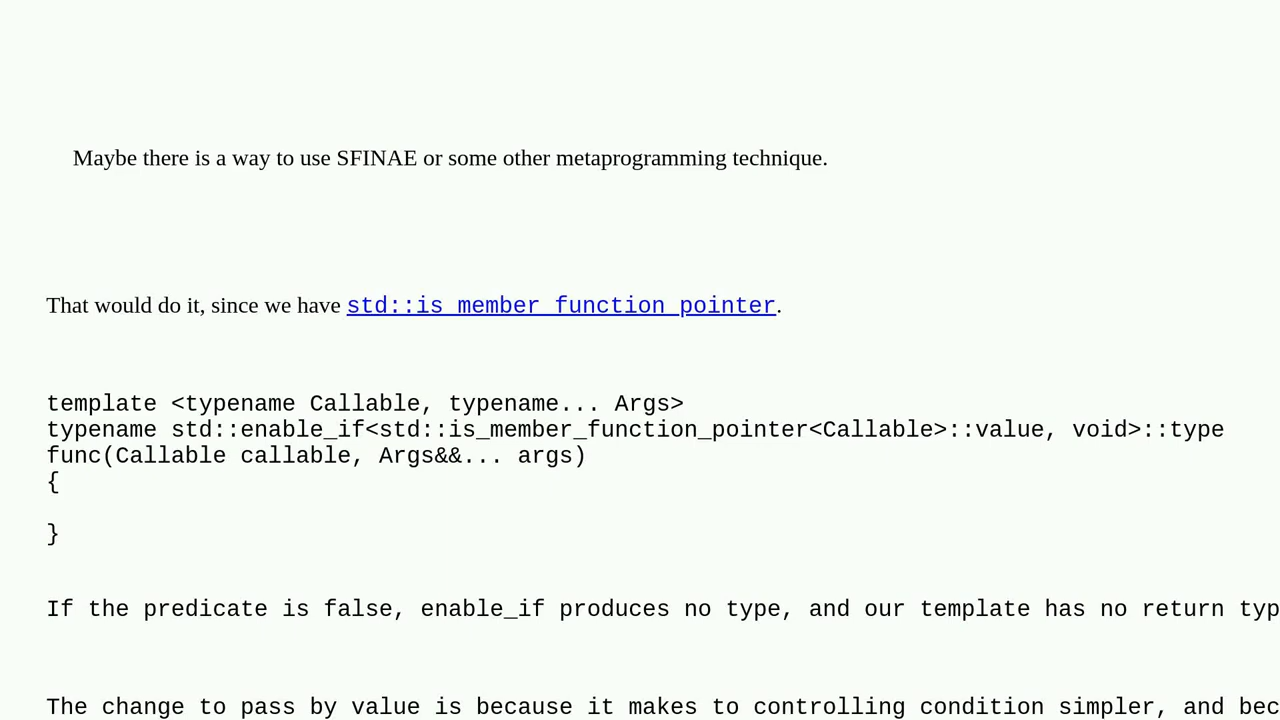 Maybe there is a way to use SFINAE or some other metaprogramming technique.
That would do it, since we have std::is_member_function_pointer.
template <typename Callable, typename... Args>
typename std::enable_if<std::is_member_function_pointer<Callable>::value, void>::type
func(Callable callable, Args&&... args)
{
}
If the predicate is false, enable_if produces no type, and our template has no return typ
The change to pass by value is because it makes to controlling condition simpler, and bec